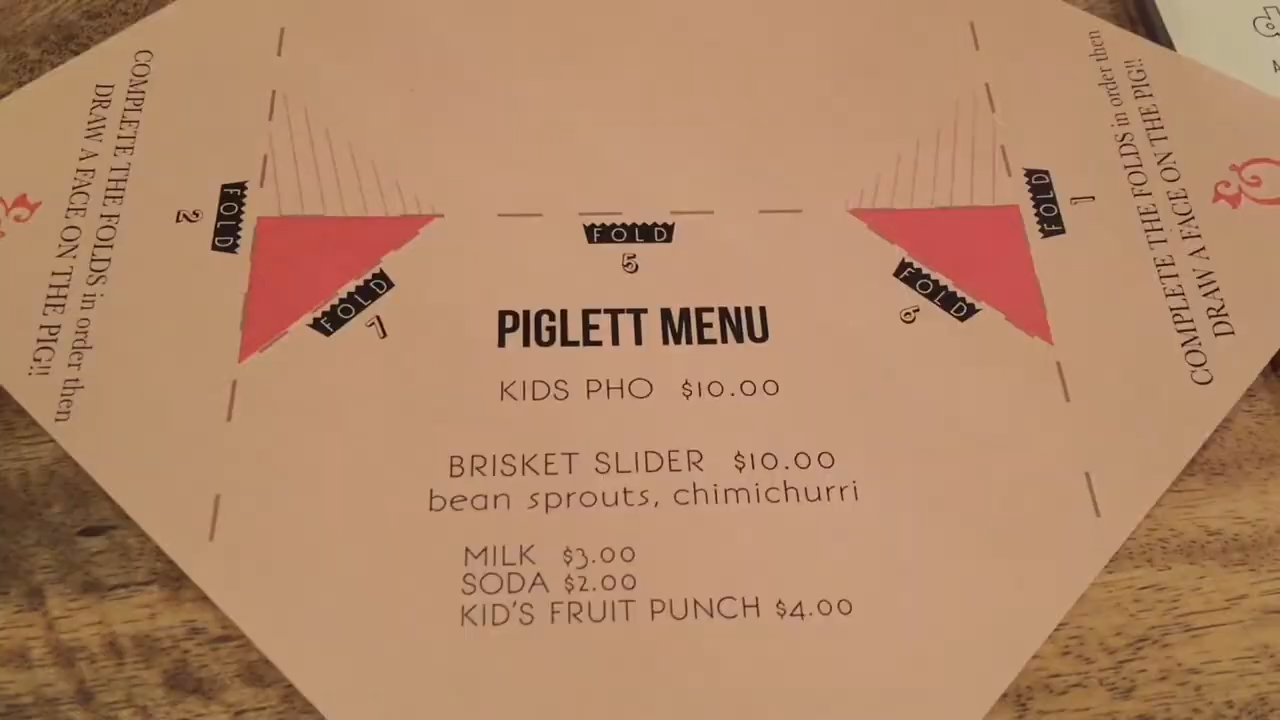 COMPLETE THE FOLDS in order then
DRAW A FACE ON THE PIG!!
COMPLETE THE FOLDS in order then
DRAW A FACE ON THE PIG!!
FOLD
2
FOLD
1
FOLD
5
FOLD
7
FOLD
6
PIGLETT MENU
KIDS PHO $10.00
BRISKET SLIDER $10.00
bean sprouts, chimichurri
MILK $3.00
SODA $2.00
KID'S FRUIT PUNCH $4.00